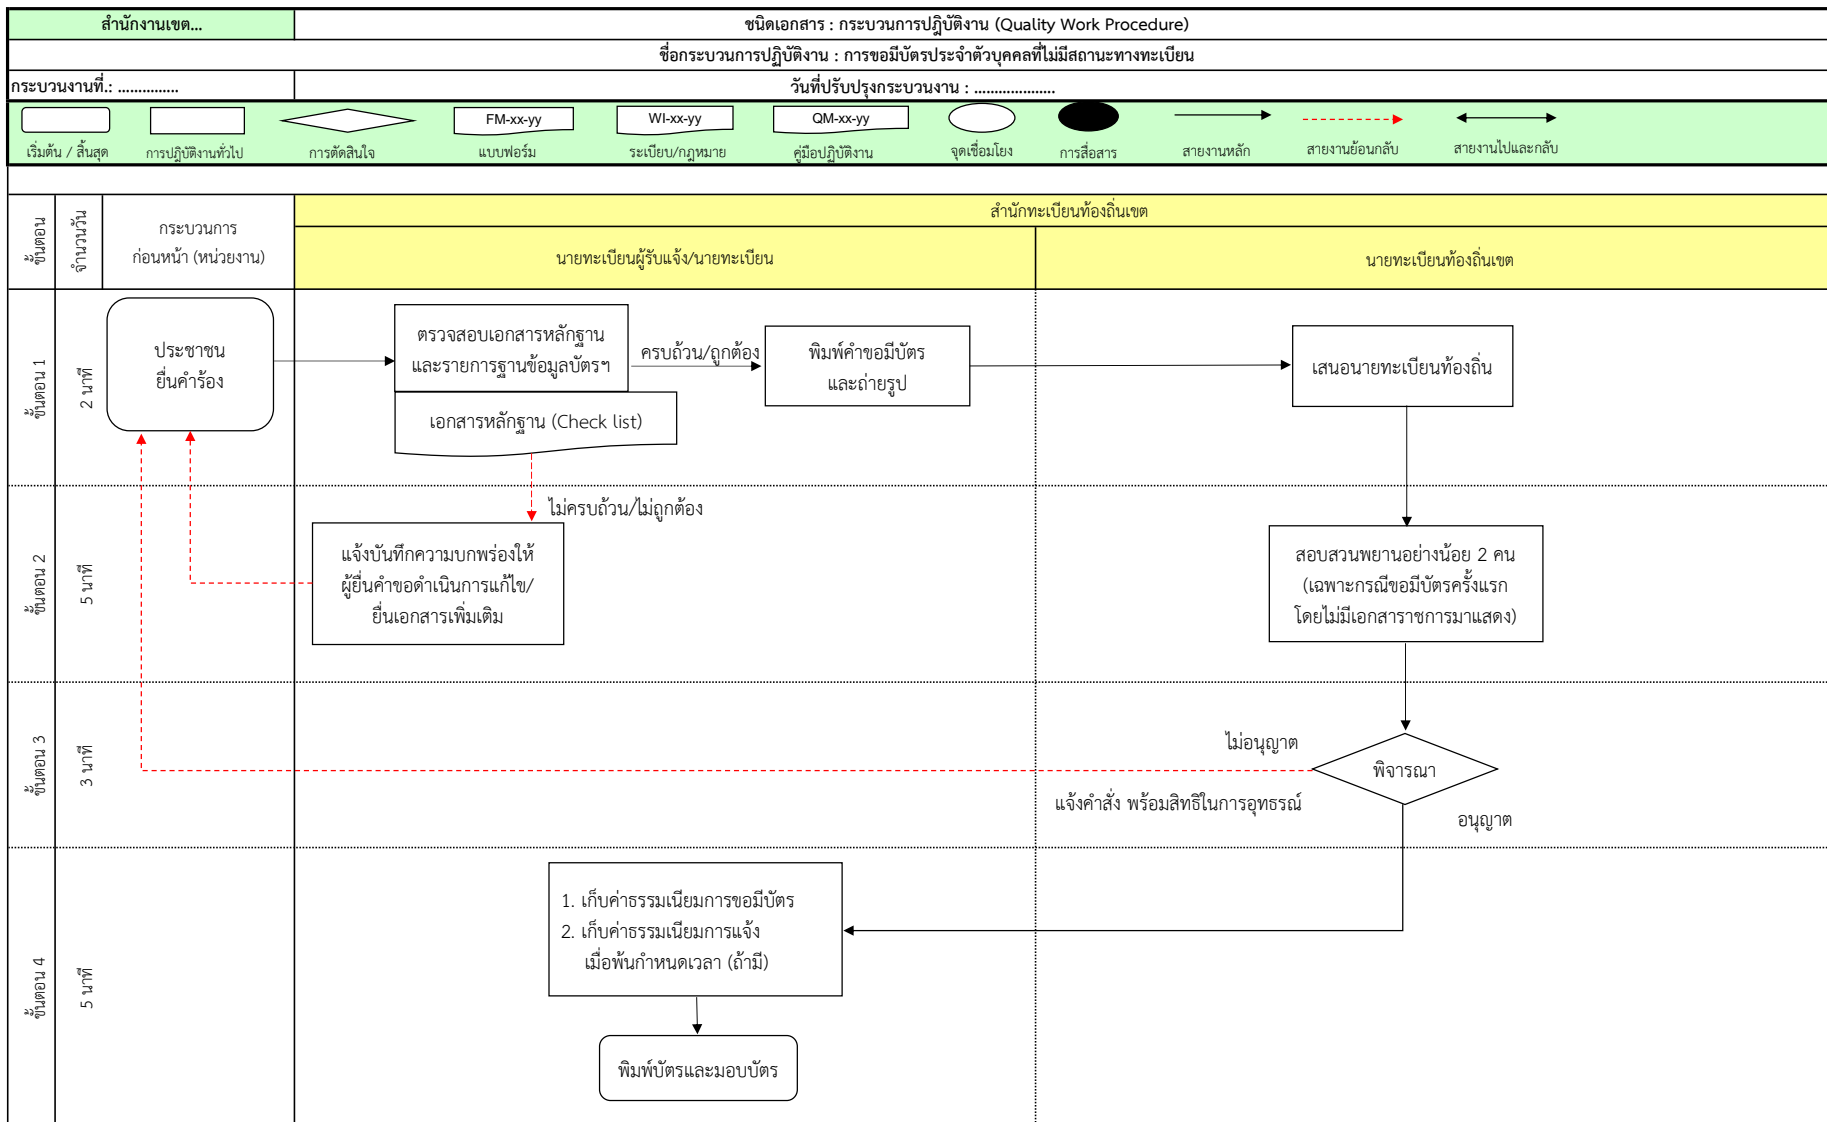 สำนักงานเขต...
ชนิดเอกสาร : กระบวนการปฎิบัติงาน (Quality Work Procedure)
ชื่อกระบวนการปฏิบัติงาน : การขอมีบัตรประจำตัวบุคคลที่ไม่มีสถานะทางทะเบียน
กระบวนงานที่.: ...............
วันที่ปรับปรุงกระบวนงาน : ....................
FM-xx-yy
WI-xx-yy
QM-xx-yy
เริ่มต้น / สิ้นสุด
การปฎิบัติงานทั่วไป
การตัดสินใจ
แบบฟอร์ม
ระเบียบ/กฎหมาย
คู่มือปฏิบัติงาน
จุดเชื่อมโยง
การสื่อสาร
สายงานหลัก
สายงานย้อนกลับ
สายงานไปและกลับ
ขั้นตอน
จำนวนวัน
กระบวนการ
ก่อนหน้า (หน่วยงาน)
สำนักทะเบียนท้องถิ่นเขต
นายทะเบียนผู้รับแจ้ง/นายทะเบียน
นายทะเบียนท้องถิ่นเขต
ขั้นตอน 1
2 นาที
ประชาชน
ยื่นคำร้อง
ตรวจสอบเอกสารหลักฐาน
และรายการฐานข้อมูลบัตรฯ
เอกสารหลักฐาน (Check list)
ครบถ้วน/ถูกต้อง
พิมพ์คำขอมีบัตร
และถ่ายรูป
เสนอนายทะเบียนท้องถิ่น
ขั้นตอน 2
5 นาที
ไม่ครบถ้วน/ไม่ถูกต้อง
แจ้งบันทึกความบกพร่องให้
ผู้ยื่นคำขอดำเนินการแก้ไข/
ยื่นเอกสารเพิ่มเติม
สอบสวนพยานอย่างน้อย 2 คน
(เฉพาะกรณีขอมีบัตรครั้งแรก
โดยไม่มีเอกสาราชการมาแสดง)
ขั้นตอน 3
3 นาที
ไม่อนุญาต
พิจารณา
แจ้งคำสั่ง พร้อมสิทธิในการอุทธรณ์
อนุญาต
ขั้นตอน 4
5 นาที
1. เก็บค่าธรรมเนียมการขอมีบัตร
2. เก็บค่าธรรมเนียมการแจ้ง
เมื่อพ้นกำหนดเวลา (ถ้ามี)
พิมพ์บัตรและมอบบัตร